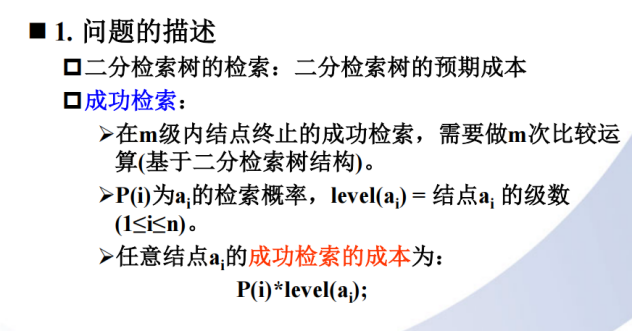 ■ 1. 问题的描述
二分检索树的检索：二分检索树的预期成本
成功检索：
➢在m级内结点终止的成功检索，需要做m次比较运
算(基于二分检索树结构)。
➢P(i)为aᵢ的检索概率，level(aᵢ) = 结点aᵢ 的级数
(1≤i≤n)。
➢任意结点aᵢ的成功检索的成本为：
P(i)*level(aᵢ);